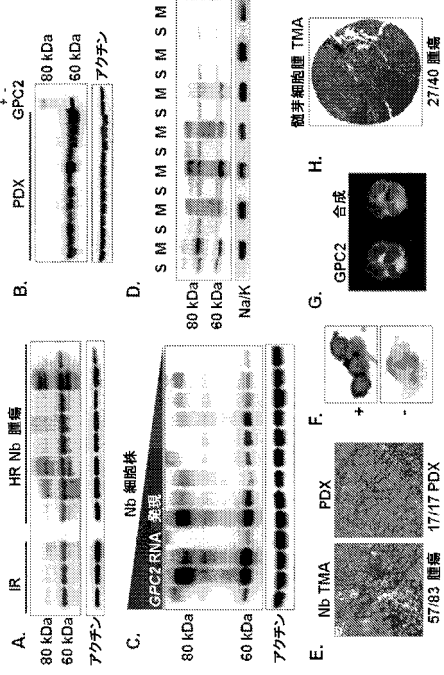 A.
IR
HR Nb 腫瘍
80 kDa
60 kDa
アクチン
B.
PDX
+ -
GPC2
80 kDa
60 kDa
アクチン
C.
Nb 細胞株
GPC2 RNA 発現
80 kDa
60 kDa
アクチン
D.
S M S M S M S M S M S M S M
80 kDa
60 kDa
Na/K
E.
Nb TMA
PDX
57/83 腫瘍
17/17 PDX
F.
+
-
G.
GPC2
合成
H.
髄芽細胞腫 TMA
27/40 腫瘍